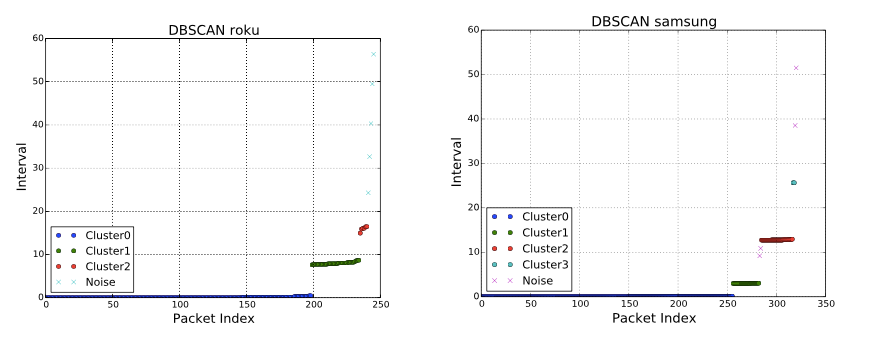 DBSCAN roku
60
50
40
30
20
10
0
Interval
Cluster0
Cluster1
Cluster2
Noise
0 50 100 150 200 250
Packet Index
DBSCAN samsung
60
50
40
30
20
10
0
Interval
Cluster0
Cluster1
Cluster2
Cluster3
Noise
0 50 100 150 200 250 300 350
Packet Index